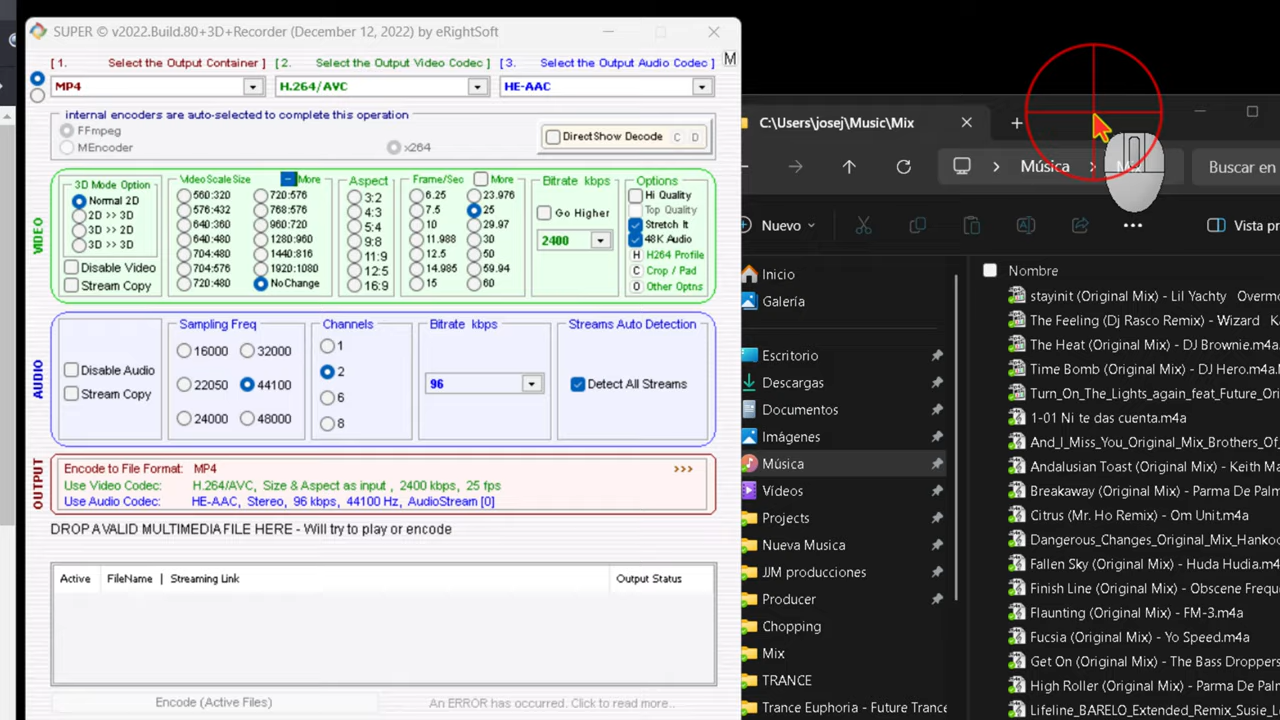 SUPER © v2022.Build.80+3D+Recorder (December 12, 2022) by eRightSoft
[ 1. Select the Output Container ] [ 2. Select the Output Video Codec ] [ 3. Select the Output Audio Codec ] M
MP4 H.264/AVC HE-AAC
internal encoders are auto-selected to complete this operation
FFmpeg
MEncoder
x264
DirectShow Decode C D
VIDEO
3D Mode Option
Normal 2D
2D >> 3D
3D >> 2D
3D >> 3D
Disable Video
Stream Copy
Video Scale Size More
560:320 720:576
576:432 768:576
640:360 960:720
640:480 1280:960
704:480 1440:816
704:576 1920:1080
720:480 NoChange
Aspect
3:2
4:3
5:4
9:8
11:9
12:5
16:9
Frame/Sec More
6.25 23.976
7.5 25
10 29.97
11.988 30
12.5 50
14.985 59.94
15 60
Bitrate kbps
Go Higher
2400
Options
Hi Quality
Top Quality
Stretch It
48K Audio
H H264 Profile
C Crop / Pad
O Other Optns
AUDIO
Disable Audio
Stream Copy
Sampling Freq
16000 32000
22050 44100
24000 48000
Channels
1
2
6
8
Bitrate kbps
96
Streams Auto Detection
Detect All Streams
OUTPUT
Encode to File Format: MP4 >>>
Use Video Codec: H.264/AVC, Size & Aspect as input, 2400 kbps, 25 fps
Use Audio Codec: HE-AAC, Stereo, 96 kbps, 44100 Hz, AudioStream [0]
DROP A VALID MULTIMEDIA FILE HERE - Will try to play or encode
Active FileName | Streaming Link Output Status
Encode (Active Files) An ERROR has occurred. Click to read more..
C:\Users\josej\Music\Mix
Música Mix Buscar en
Nuevo Vista pre
Inicio
Galería
Escritorio
Descargas
Documentos
Imágenes
Música
Vídeos
Projects
Nueva Musica
JJM producciones
Producer
Chopping
Mix
TRANCE
Trance Euphoria - Future Trance
Nombre
stayinit (Original Mix) - Lil Yachty Overmo
The Feeling (Dj Rasco Remix) - Wizard K
The Heat (Original Mix) - DJ Brownie.m4a
Time Bomb (Original Mix) - DJ Hero.m4a.
Turn_On_The_Lights_again_feat_Future_Ori
1-01 Ni te das cuenta.m4a
And_I_Miss_You_Original_Mix_Brothers_Of
Andalusian Toast (Original Mix) - Keith Ma
Breakaway (Original Mix) - Parma De Palm
Citrus (Mr. Ho Remix) - Om Unit.m4a
Dangerous_Changes_Original_Mix_Hankoo
Fallen Sky (Original Mix) - Huda Hudia.m4
Finish Line (Original Mix) - Obscene Frequ
Flaunting (Original Mix) - FM-3.m4a
Fucsia (Original Mix) - Yo Speed.m4a
Get On (Original Mix) - The Bass Droppers
High Roller (Original Mix) - Parma De Palm
Lifeline_BARELO_Extended_Remix_Susie_L